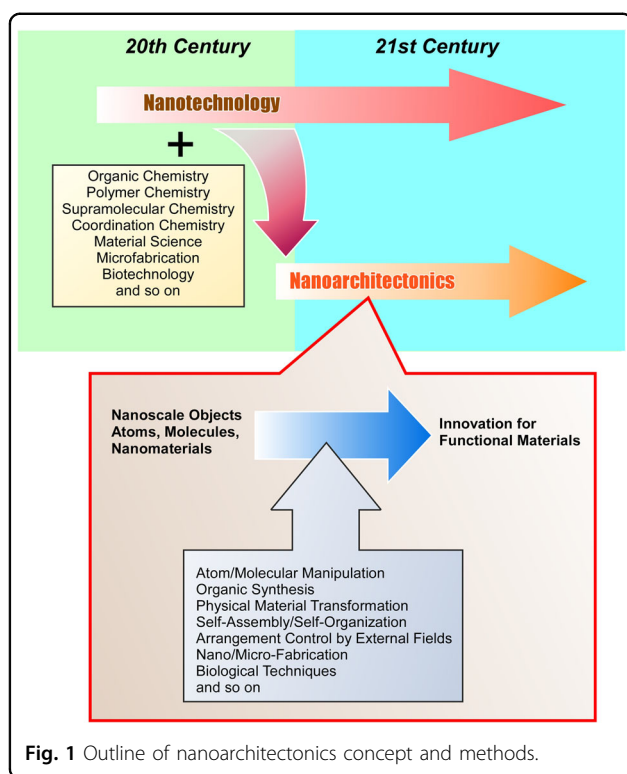 20th Century
21st Century
Nanotechnology
+
Organic Chemistry
Polymer Chemistry
Supramolecular Chemistry
Coordination Chemistry
Material Science
Microfabrication
Biotechnology
and so on
Nanoarchitectonics
Nanoscale Objects
Atoms, Molecules,
Nanomaterials
Innovation for
Functional Materials
Atom/Molecular Manipulation
Organic Synthesis
Physical Material Transformation
Self-Assembly/Self-Organization
Arrangement Control by External Fields
Nano/Micro-Fabrication
Biological Techniques
and so on
Fig. 1 Outline of nanoarchitectonics concept and methods.